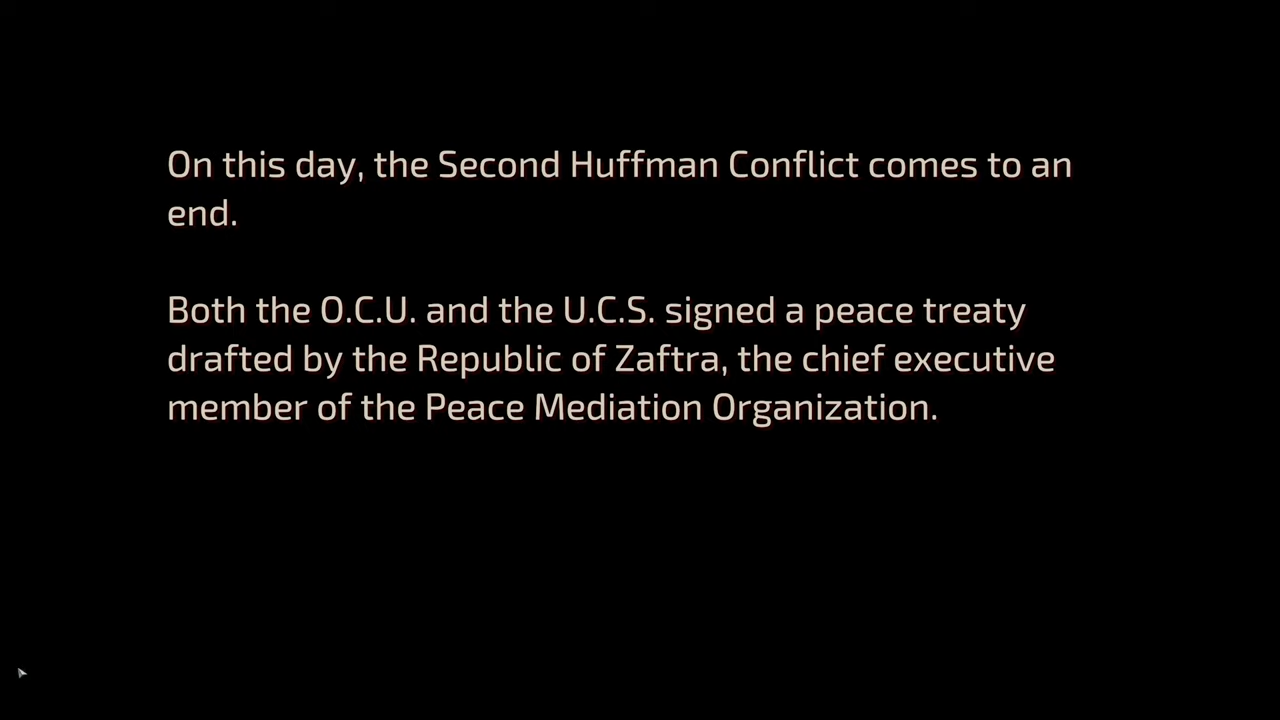 On this day, the Second Huffman Conflict comes to an
end.
Both the O.C.U. and the U.C.S. signed a peace treaty
drafted by the Republic of Zaftra, the chief executive
member of the Peace Mediation Organization.